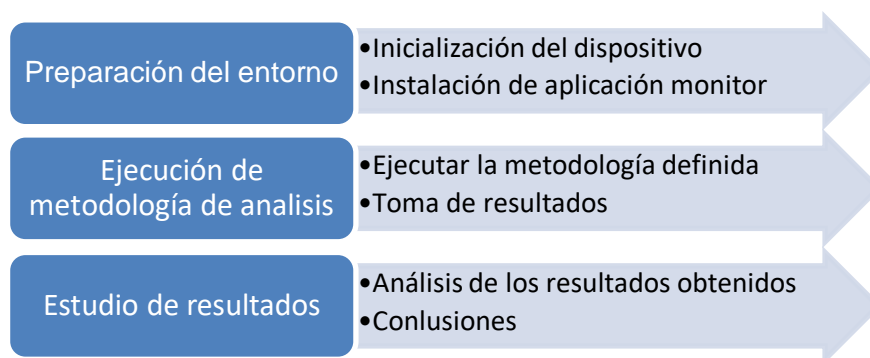 Preparación del entorno
•Inicialización del dispositivo
•Instalación de aplicación monitor
Ejecución de
metodología de analisis
•Ejecutar la metodología definida
•Toma de resultados
Estudio de resultados
•Análisis de los resultados obtenidos
•Conlusiones